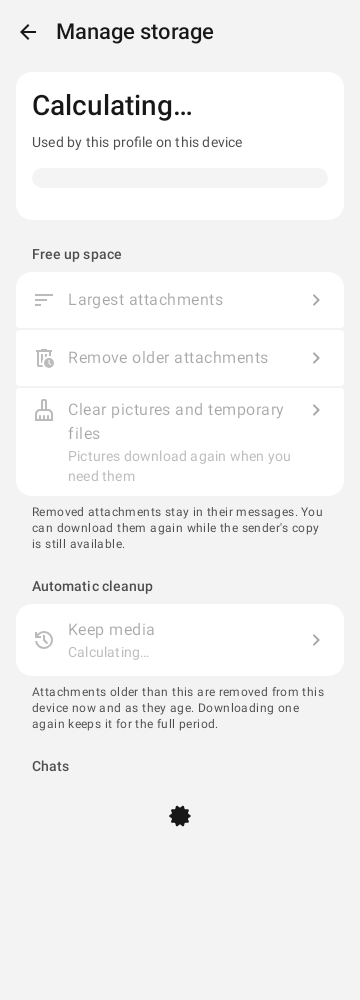 Manage storage
Calculating…
Used by this profile on this device
Free up space
Largest attachments
Remove older attachments
Clear pictures and temporary
files
Pictures download again when you
need them
Removed attachments stay in their messages. You
can download them again while the sender's copy
is still available.
Automatic cleanup
Keep media
Calculating…
Attachments older than this are removed from this
device now and as they age. Downloading one
again keeps it for the full period.
Chats